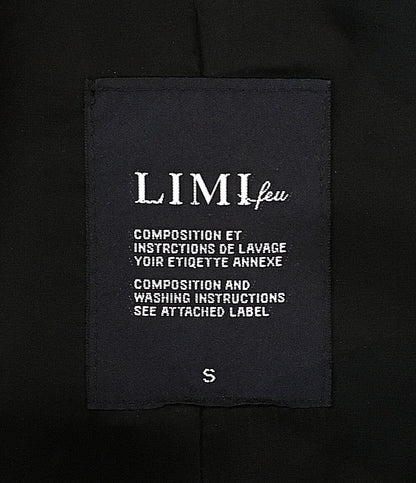 LIMI feu
COMPOSITION ET
INSTRCTIONS DE LAVAGE
YOIR ETIQETTE ANNEXE
COMPOSITION AND
WASHING INSTRUCTIONS
SEE ATTACHED LABEL
S